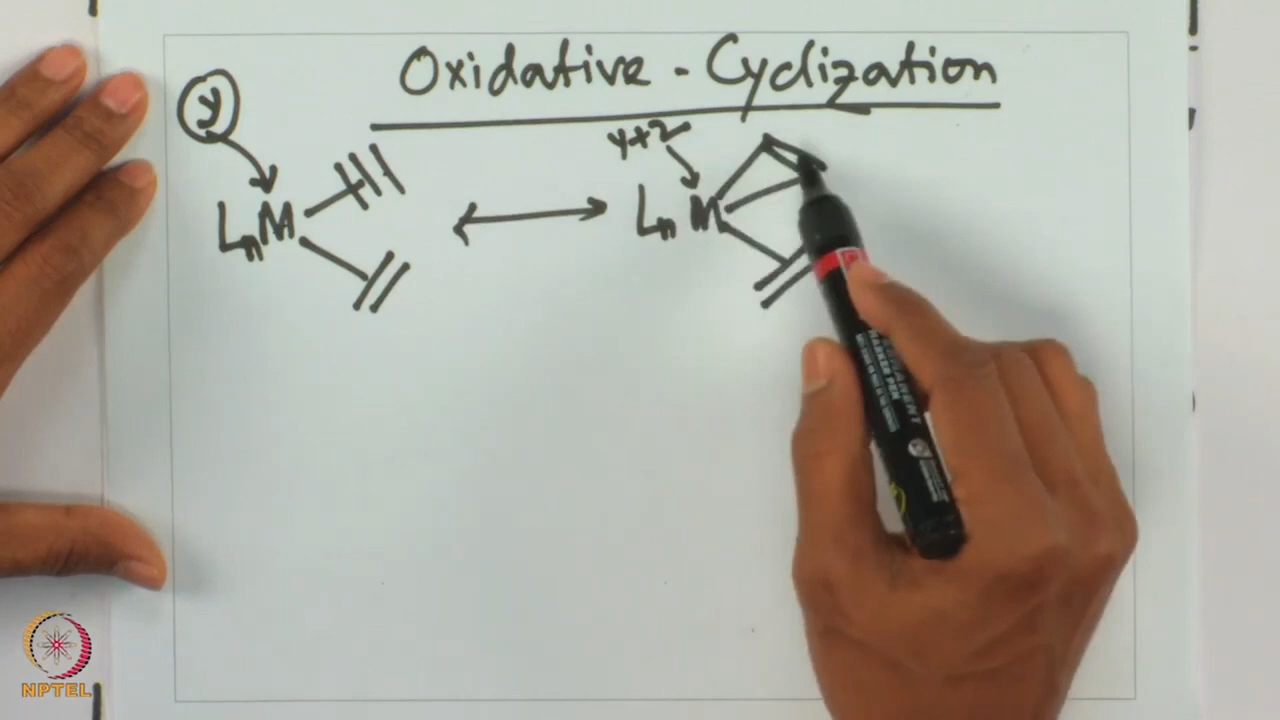 Oxidative - Cyclization
y
y+2
LnM
LnM
NPTEL